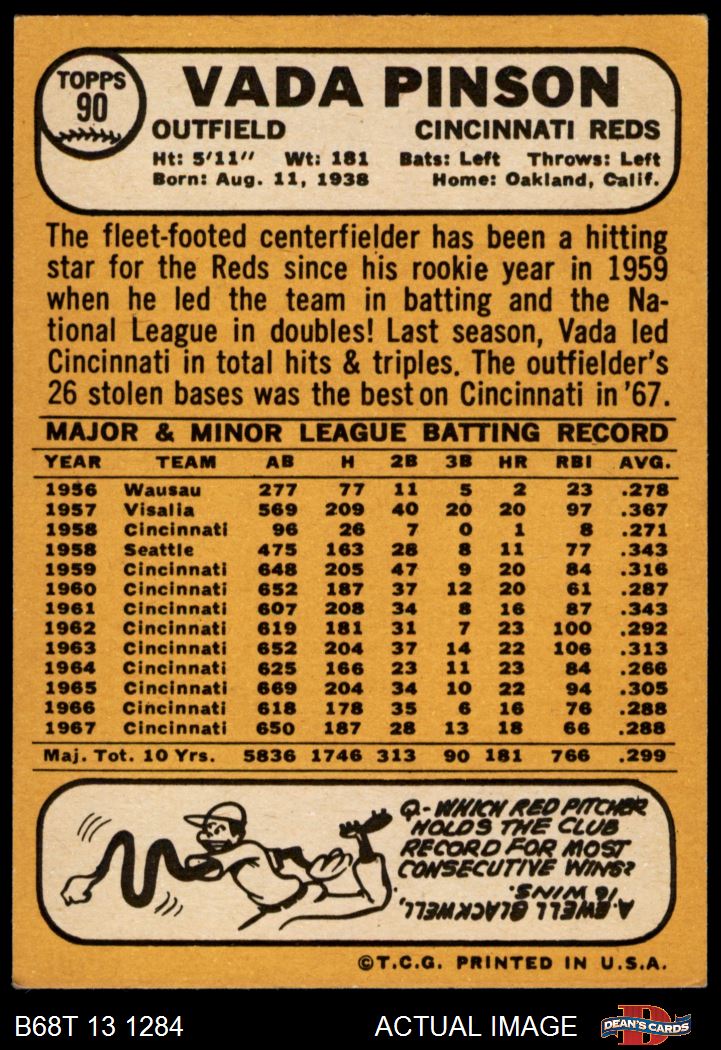 TOPPS
90
VADA PINSON
OUTFIELD CINCINNATI REDS
Ht: 5'11" Wt: 181 Bats: Left Throws: Left
Born: Aug. 11, 1938 Home: Oakland, Calif.
The fleet-footed centerfielder has been a hitting
star for the Reds since his rookie year in 1959
when he led the team in batting and the Na-
tional League in doubles! Last season, Vada led
Cincinnati in total hits & triples. The outfielder's
26 stolen bases was the best on Cincinnati in '67.
MAJOR & MINOR LEAGUE BATTING RECORD
YEAR TEAM AB H 2B 3B HR RBI AVG.
1956 Wausau 277 77 11 5 2 23 .278
1957 Visalia 569 209 40 20 20 97 .367
1958 Cincinnati 96 26 7 0 1 8 .271
1958 Seattle 475 163 28 8 11 77 .343
1959 Cincinnati 648 205 47 9 20 84 .316
1960 Cincinnati 652 187 37 12 20 61 .287
1961 Cincinnati 607 208 34 8 16 87 .343
1962 Cincinnati 619 181 31 7 23 100 .292
1963 Cincinnati 652 204 37 14 22 106 .313
1964 Cincinnati 625 166 23 11 23 84 .266
1965 Cincinnati 669 204 34 10 22 94 .305
1966 Cincinnati 618 178 35 6 16 76 .288
1967 Cincinnati 650 187 28 13 18 66 .288
Maj. Tot. 10 Yrs. 5836 1746 313 90 181 766 .299
Q- WHICH RED PITCHER
HOLDS THE CLUB
RECORD FOR MOST
CONSECUTIVE WINS?
A. EWELL BLACKWELL,
16 WINS.
©T.C.G. PRINTED IN U.S.A.
B68T 13 1284 ACTUAL IMAGE
D
DEAN'S CARDS